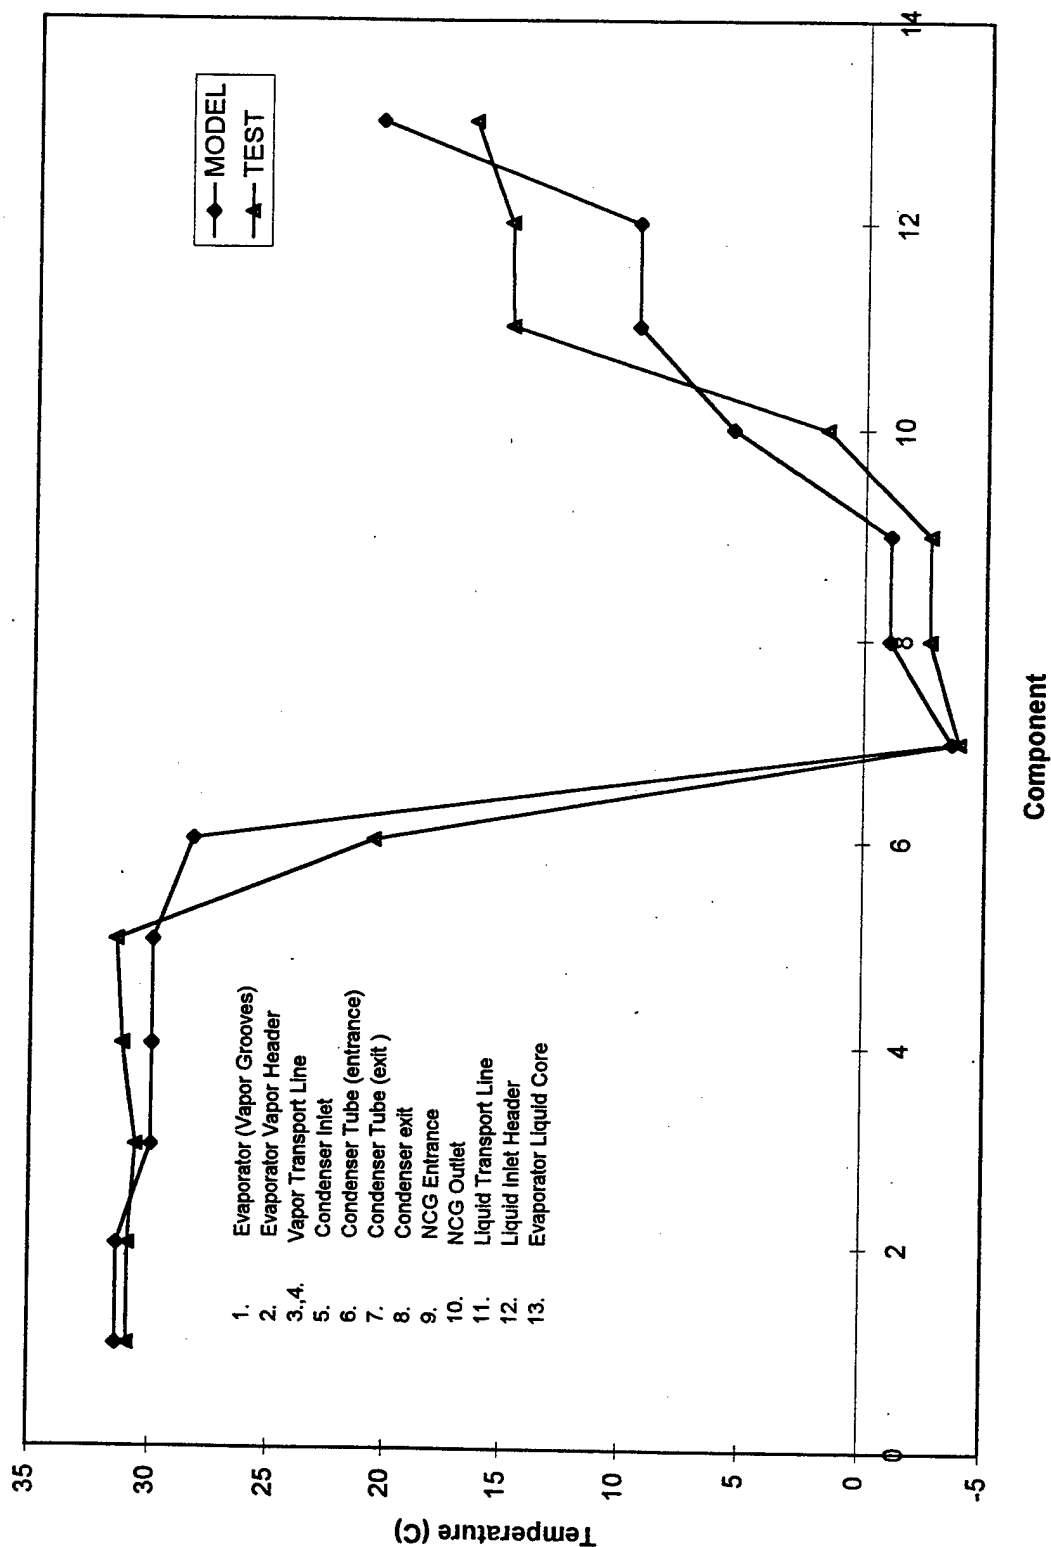 35
30
25
20
15
10
5
0
-5
Temperature (C)
MODEL
TEST
1. Evaporator (Vapor Grooves)
2. Evaporator Vapor Header
3.,4. Vapor Transport Line
5. Condenser Inlet
6. Condenser Tube (entrance)
7. Condenser Tube (exit )
8. Condenser exit
9. NCG Entrance
10. NCG Outlet
11. Liquid Transport Line
12. Liquid Inlet Header
13. Evaporator Liquid Core
0
2
4
6
8
10
12
14
Component